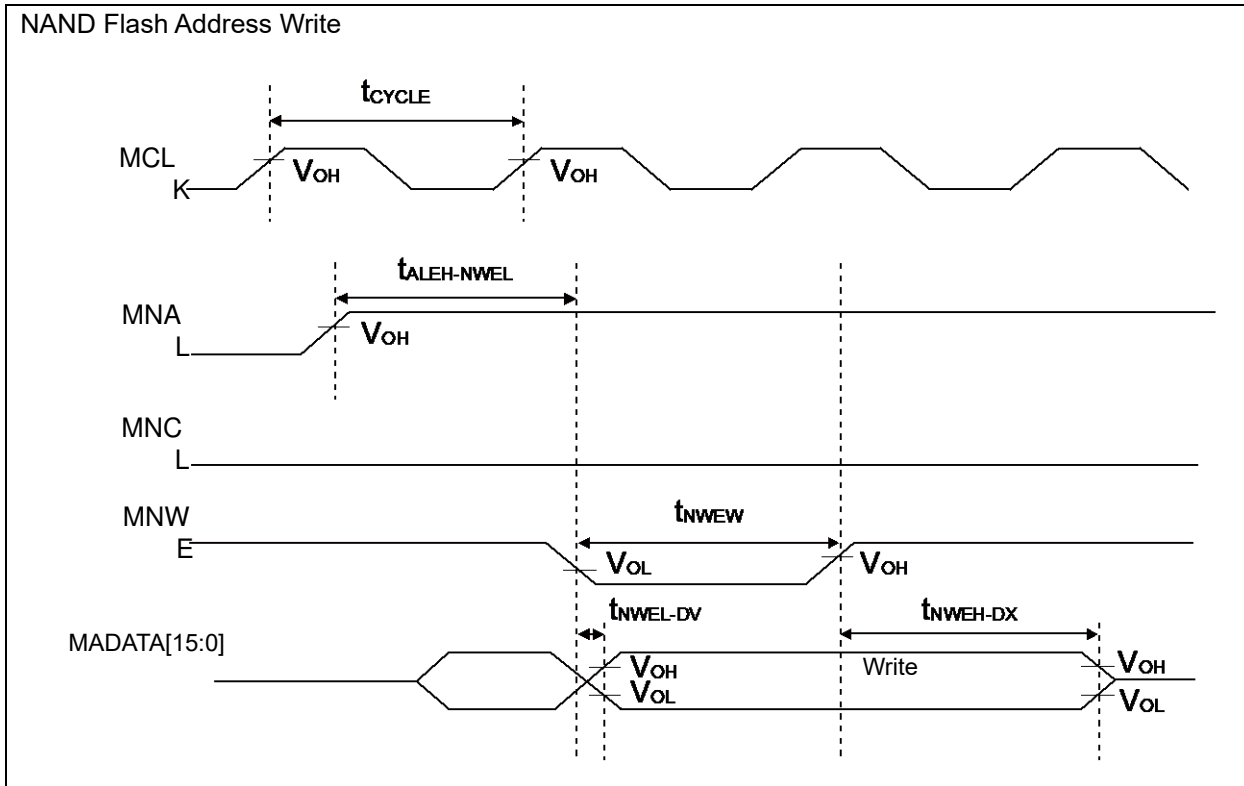 NAND Flash Address Write
tCYCLE
MCL
K
VOH
VOH
tALEH-NWEL
MNA
L
VOH
MNC
L
MNW
E
tNWEW
VOL
VOH
tNWEL-DV
tNWEH-DX
MADATA[15:0]
VOH
Write
VOH
VOL
VOL